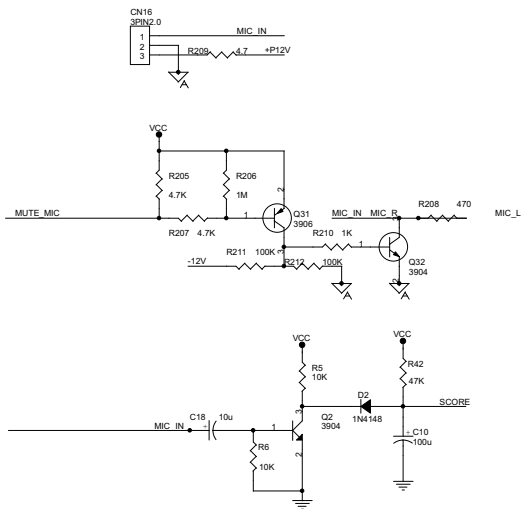 CN16
3PIN2.0
1 MIC_IN
2
3 R209 4.7 +P12V
A
VCC
R205 R206
4.7K 1M
2
MUTE_MIC 1 Q31 MIC_IN MIC_R R208 470 MIC_L
R207 4.7K 3906
3 R210 1K 1 3
R211 100K R212 100K Q32
-12V 3904
2
A A
VCC VCC
R5 R42
10K 47K
D2
C18 10u 3 Q2 1N4148 SCORE
MIC_IN + 1 3904
R6 2 + C10
10K 100u